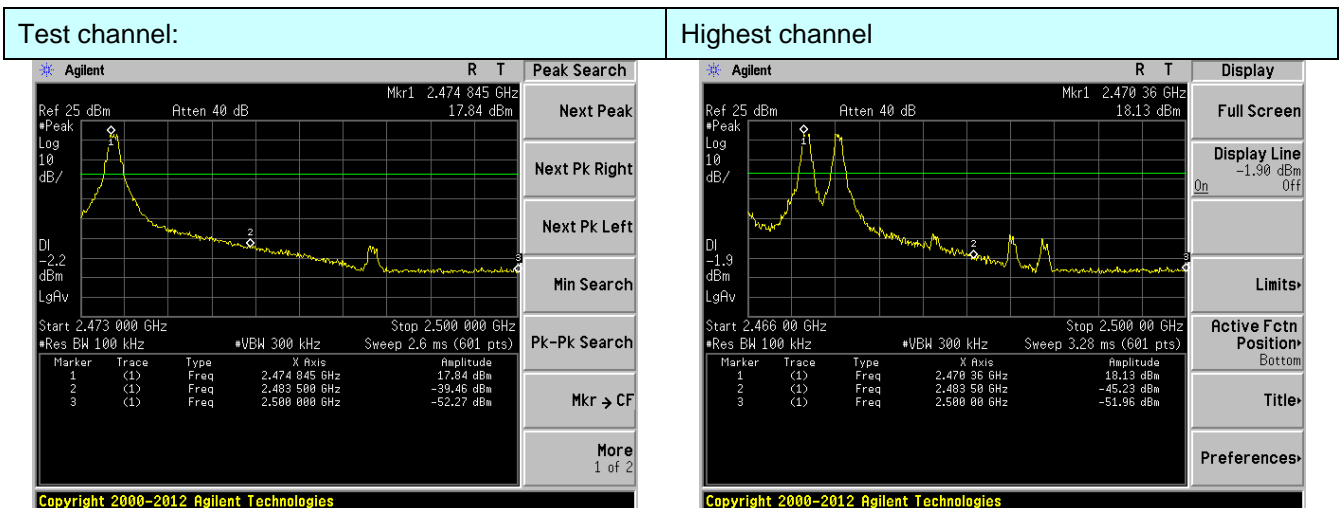 Test channel:
Highest channel
Agilent R T Peak Search
Mkr1 2.474 845 GHz
Ref 25 dBm Atten 40 dB 17.84 dBm
#Peak
Log
10
dB/
1
2
3
DI
-2.2
dBm
LgAv
Start 2.473 000 GHz Stop 2.500 000 GHz
#Res BW 100 kHz #VBW 300 kHz Sweep 2.6 ms (601 pts)
Marker Trace Type X Axis Amplitude
1 (1) Freq 2.474 845 GHz 17.84 dBm
2 (1) Freq 2.483 500 GHz -39.46 dBm
3 (1) Freq 2.500 000 GHz -52.27 dBm
Next Peak
Next Pk Right
Next Pk Left
Min Search
Pk-Pk Search
Mkr → CF
More
1 of 2
Copyright 2000-2012 Agilent Technologies
Agilent R T Display
Mkr1 2.470 36 GHz
Ref 25 dBm Atten 40 dB 18.13 dBm
#Peak
Log
10
dB/
1
2
3
DI
-1.9
dBm
LgAv
Start 2.466 00 GHz Stop 2.500 00 GHz
#Res BW 100 kHz #VBW 300 kHz Sweep 3.28 ms (601 pts)
Marker Trace Type X Axis Amplitude
1 (1) Freq 2.470 36 GHz 18.13 dBm
2 (1) Freq 2.483 50 GHz -45.23 dBm
3 (1) Freq 2.500 00 GHz -51.96 dBm
Full Screen
Display Line
-1.90 dBm
On Off
Limits
Active Fctn
Position
Bottom
Title
Preferences
Copyright 2000-2012 Agilent Technologies